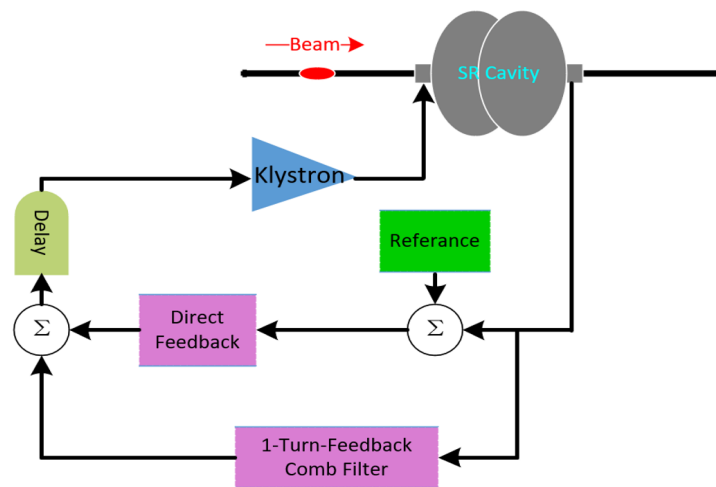 Beam
SR Cavity
Klystron
Delay
Referance
Σ
Direct
Feedback
Σ
1-Turn-Feedback
Comb Filter